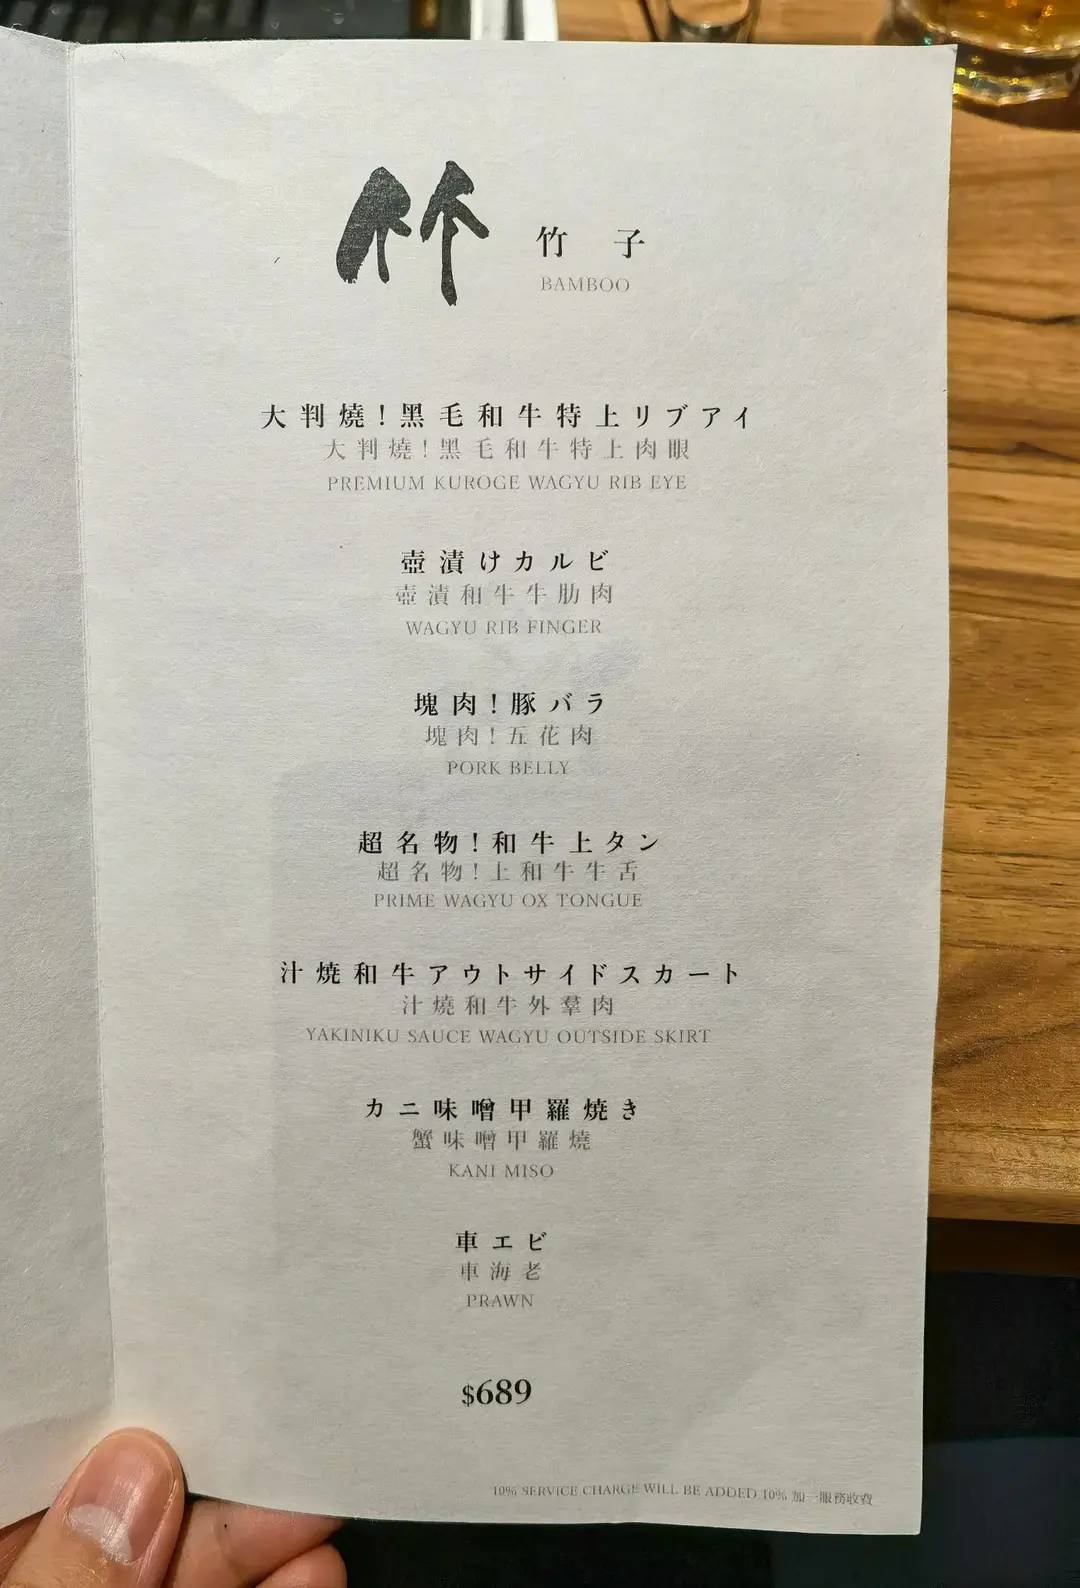 竹 竹子
BAMBOO
大判燒!黑毛和牛特上リブアイ
大判燒!黑毛和牛特上肉眼
PREMIUM KUROGE WAGYU RIB EYE
壺漬けカルビ
壺漬和牛牛肋肉
WAGYU RIB FINGER
塊肉!豚バラ
塊肉!五花肉
PORK BELLY
超名物!和牛上タン
超名物!上和牛牛舌
PRIME WAGYU OX TONGUE
汁燒和牛アウトサイドスカート
汁燒和牛外羣肉
YAKINIKU SAUCE WAGYU OUTSIDE SKIRT
カニ味噌甲羅焼き
蟹味噌甲羅燒
KANI MISO
車エビ
車海老
PRAWN
$689
10% SERVICE CHARGE WILL BE ADDED 10% 加一服務收費